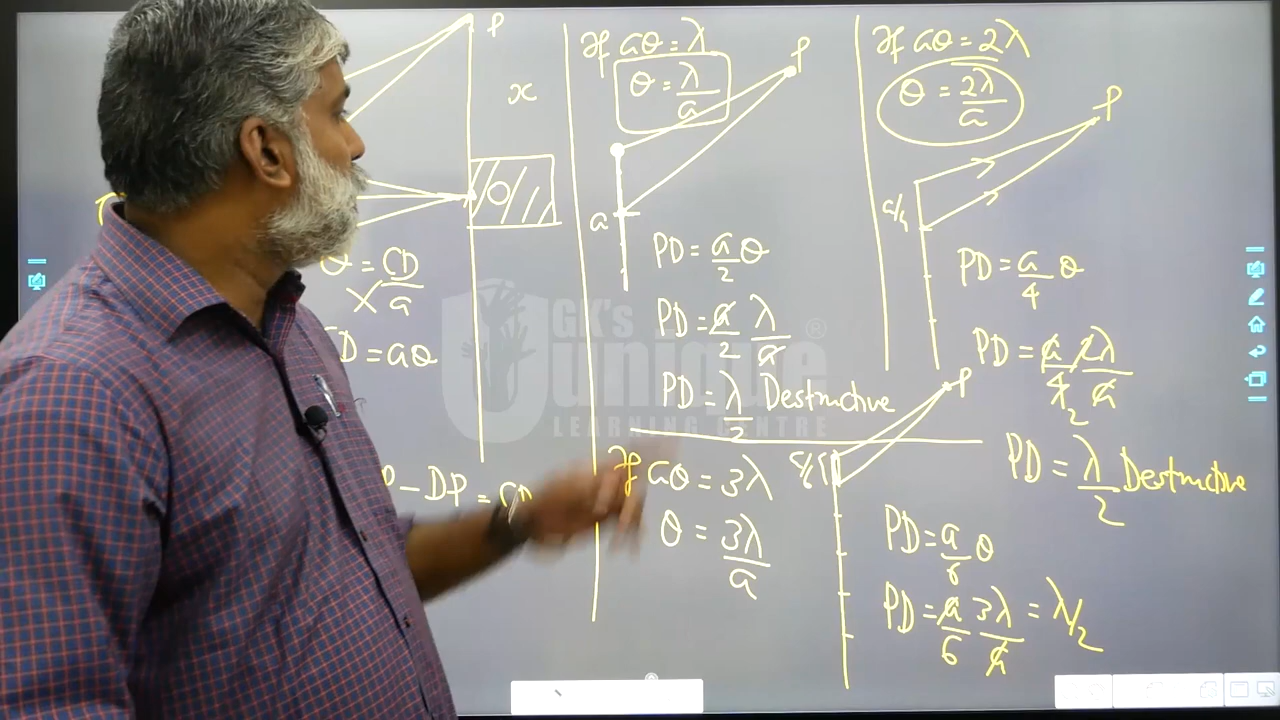 P
x
O
θ = CD
a
D = aθ
P - DP = CD
If aθ = λ
θ = λ/a
P
a
PD = a/2 θ
PD = a/2 λ/a
PD = λ/2 Destructive
If aθ = 2λ
θ = 2λ/a
P
a/4
PD = a/4 θ
PD = a/4 2λ/a
2
PD = λ/2 Destructive
If aθ = 3λ
θ = 3λ/a
P
PD = a/6 θ
PD = a/6 3λ/a = λ/2
GK's
unique
LEARNING CENTRE
®